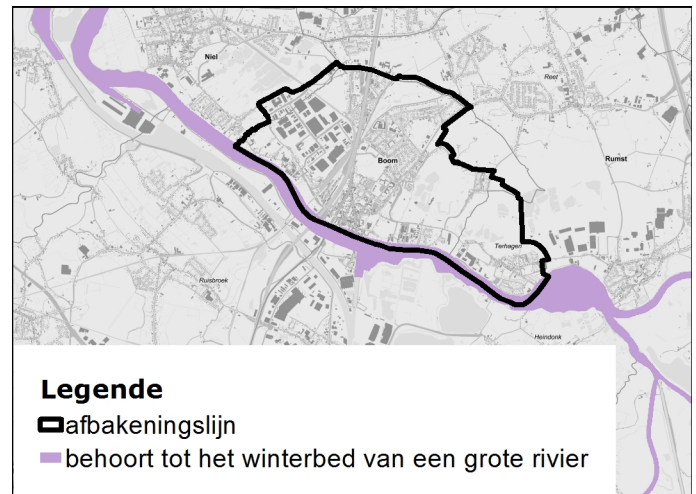 Niel
Reet
Boom
Rumst
Terhagen
Ruisbroek
Heindonk
Legende
afbakeningslijn
behoort tot het winterbed van een grote rivier